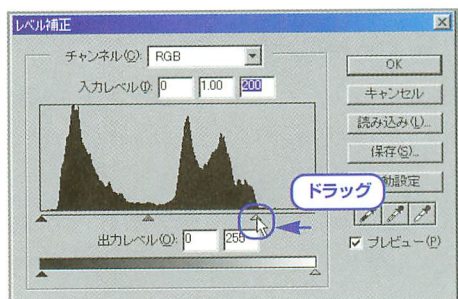 レベル補正
チャンネル(C): RGB
入力レベル(I): 0 1.00 200
出力レベル(O): 0 255
OK
キャンセル
読み込み(L)...
保存(S)...
動設定
ドラッグ
プレビュー(P)